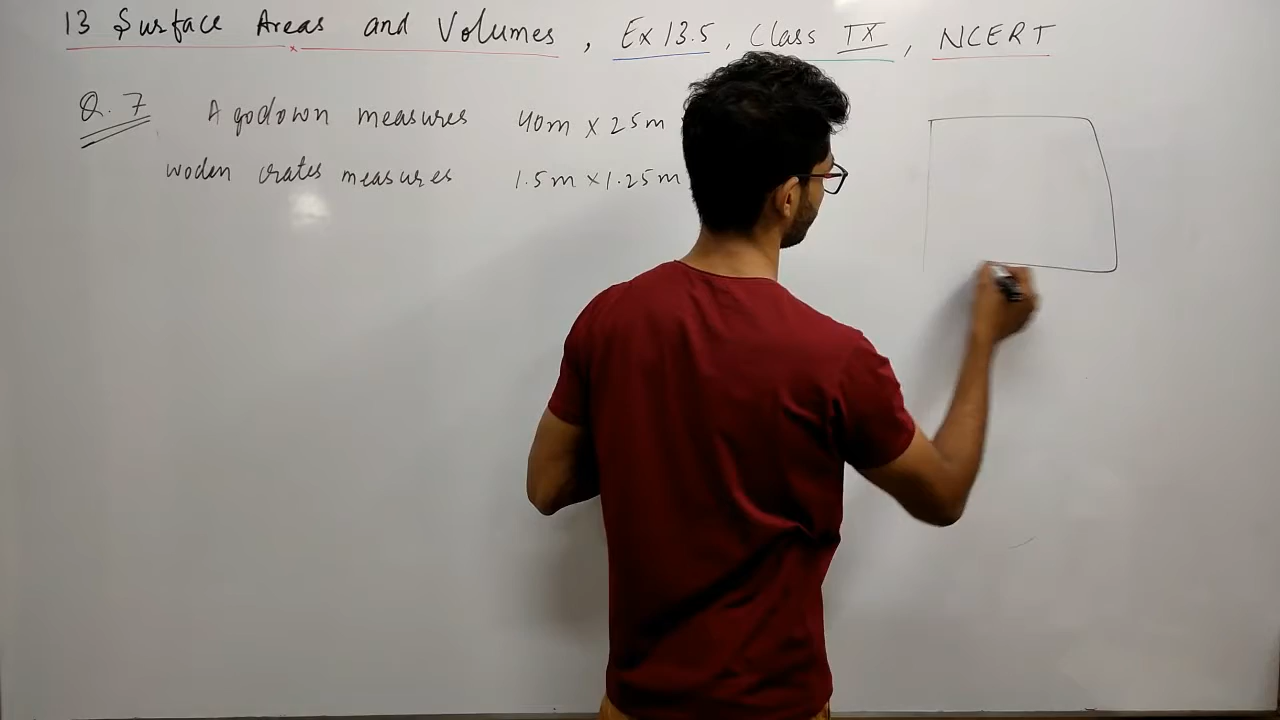 13 Surface Areas and Volumes, Ex 13.5, Class IX, NCERT
Q. 7 A godown measures 40m x 25m
woden crates measures 1.5m x 1.25m